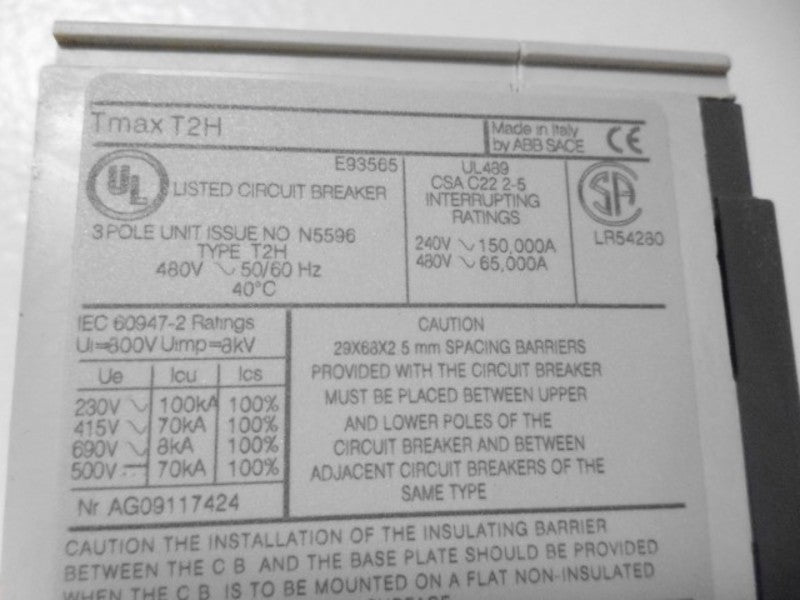 Tmax T2H
Made in Italy
by ABB SACE
CE
UL
E93565
LISTED CIRCUIT BREAKER
3 POLE UNIT ISSUE NO N5596
TYPE T2H
480V ∿ 50/60 Hz
40°C
UL489
CSA C22 2-5
INTERRUPTING
RATINGS
240V ∿ 150,000A
480V ∿ 65,000A
SA
LR54280
IEC 60947-2 Ratings
Ui=800V Uimp=8kV
Ue Icu Ics
230V ∿ 100kA 100%
415V ∿ 70kA 100%
690V ∿ 8kA 100%
500V ⎓ 70kA 100%
Nr AG09117424
CAUTION
29X68X2 5 mm SPACING BARRIERS
PROVIDED WITH THE CIRCUIT BREAKER
MUST BE PLACED BETWEEN UPPER
AND LOWER POLES OF THE
CIRCUIT BREAKER AND BETWEEN
ADJACENT CIRCUIT BREAKERS OF THE
SAME TYPE
CAUTION THE INSTALLATION OF THE INSULATING BARRIER
BETWEEN THE C B AND THE BASE PLATE SHOULD BE PROVIDED
WHEN THE C B IS TO BE MOUNTED ON A FLAT NON-INSULATED